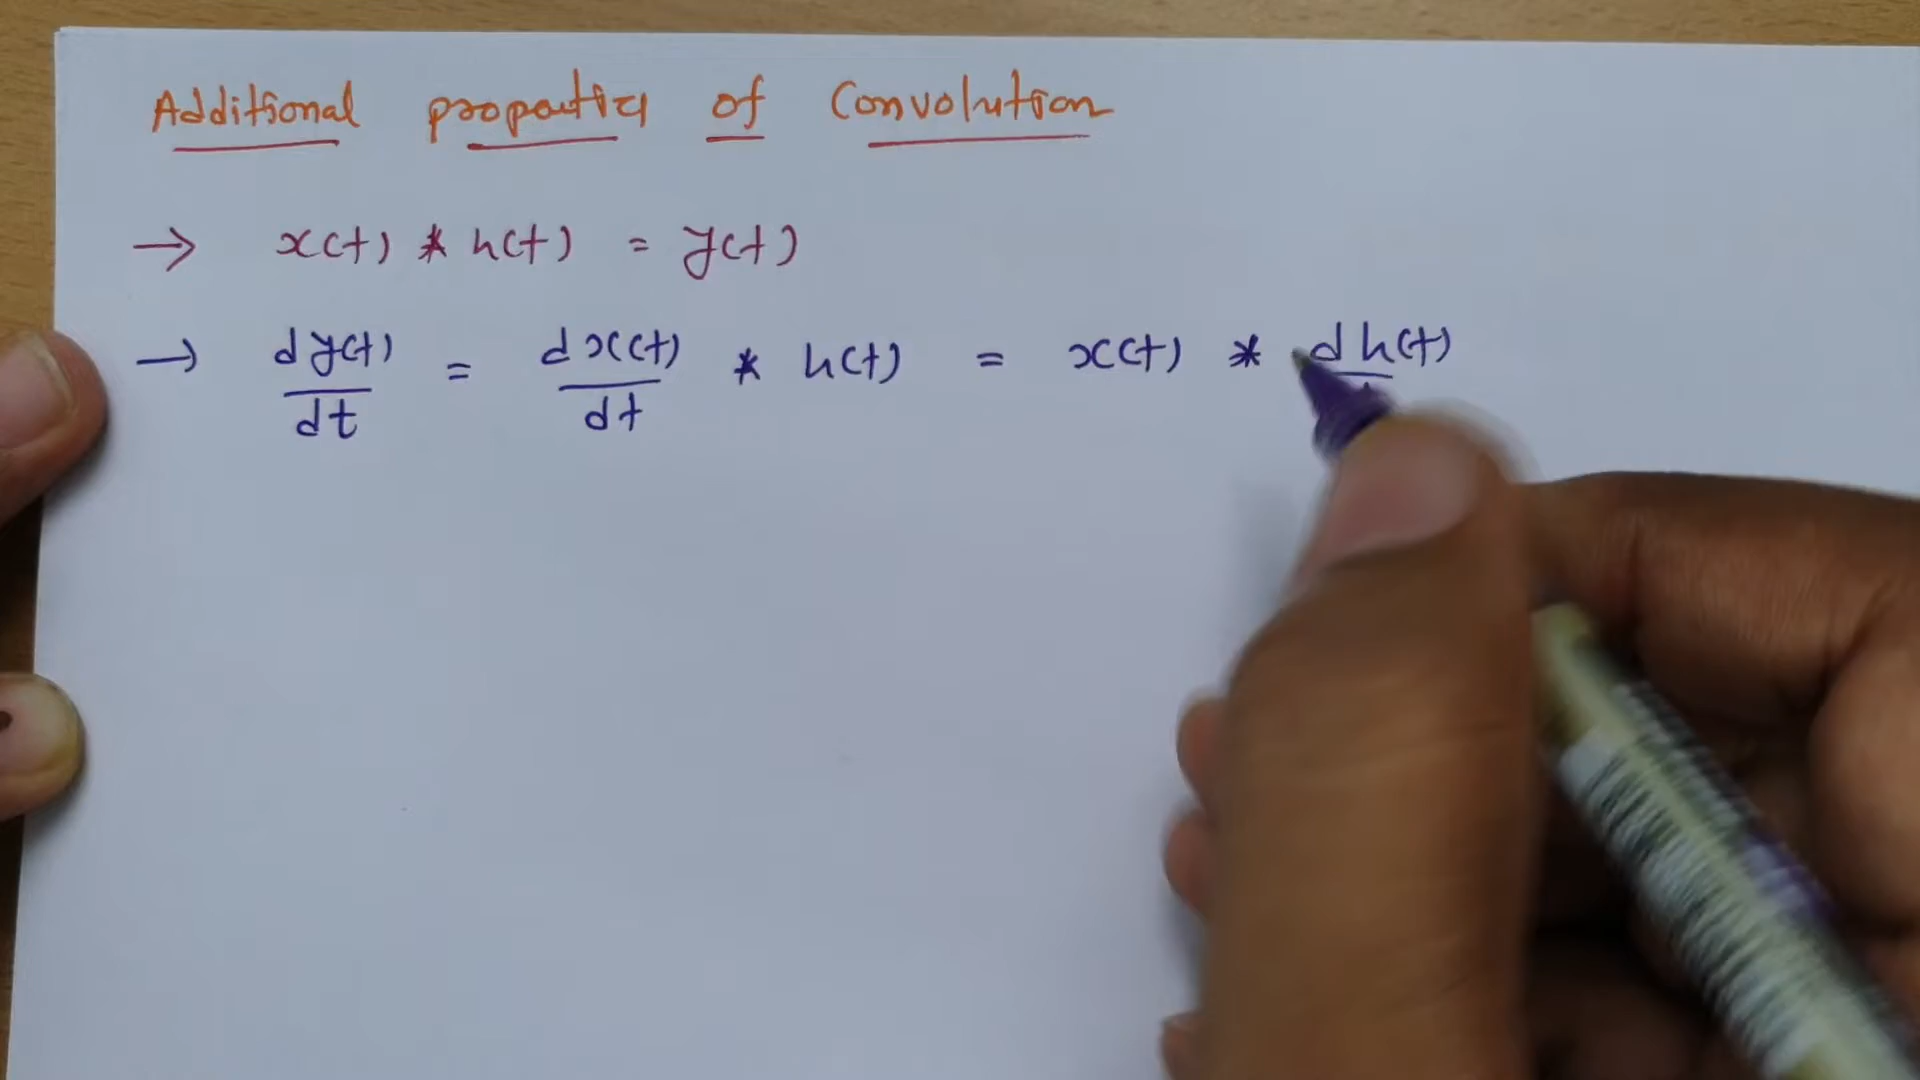 Additional properties of Convolution
→ x(t) * h(t) = y(t)
→ dy(t)/dt = dx(t)/dt * h(t) = x(t) * dh(t)